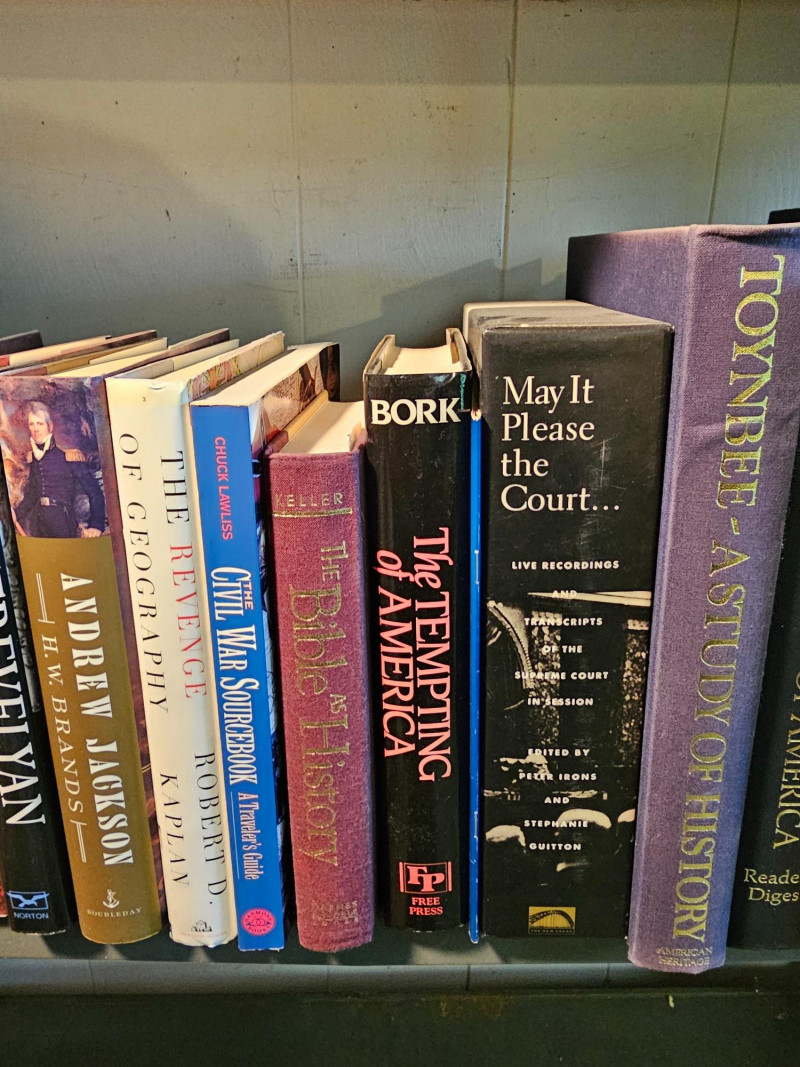 REVELYAN
NORTON
ANDREW JACKSON
H.W. BRANDS
DOUBLEDAY
3
THE REVENGE
OF GEOGRAPHY
ROBERT D.
KAPLAN
CHUCK LAWLISS
THE
CIVIL WAR SOURCEBOOK
A Traveler's Guide
KELLER
THE Bible AS History
BORK
The TEMPTING
of AMERICA
FP
FREE
PRESS
May It
Please
the
Court...
LIVE RECORDINGS
AND
TRANSCRIPTS
OF THE
SUPREME COURT
IN SESSION
EDITED BY
PETER IRONS
AND
STEPHANIE
GUITTON
TOYNBEE - A STUDY OF HISTORY
AMERICAN
HERITAGE
OF AMERICA
Reade
Diges